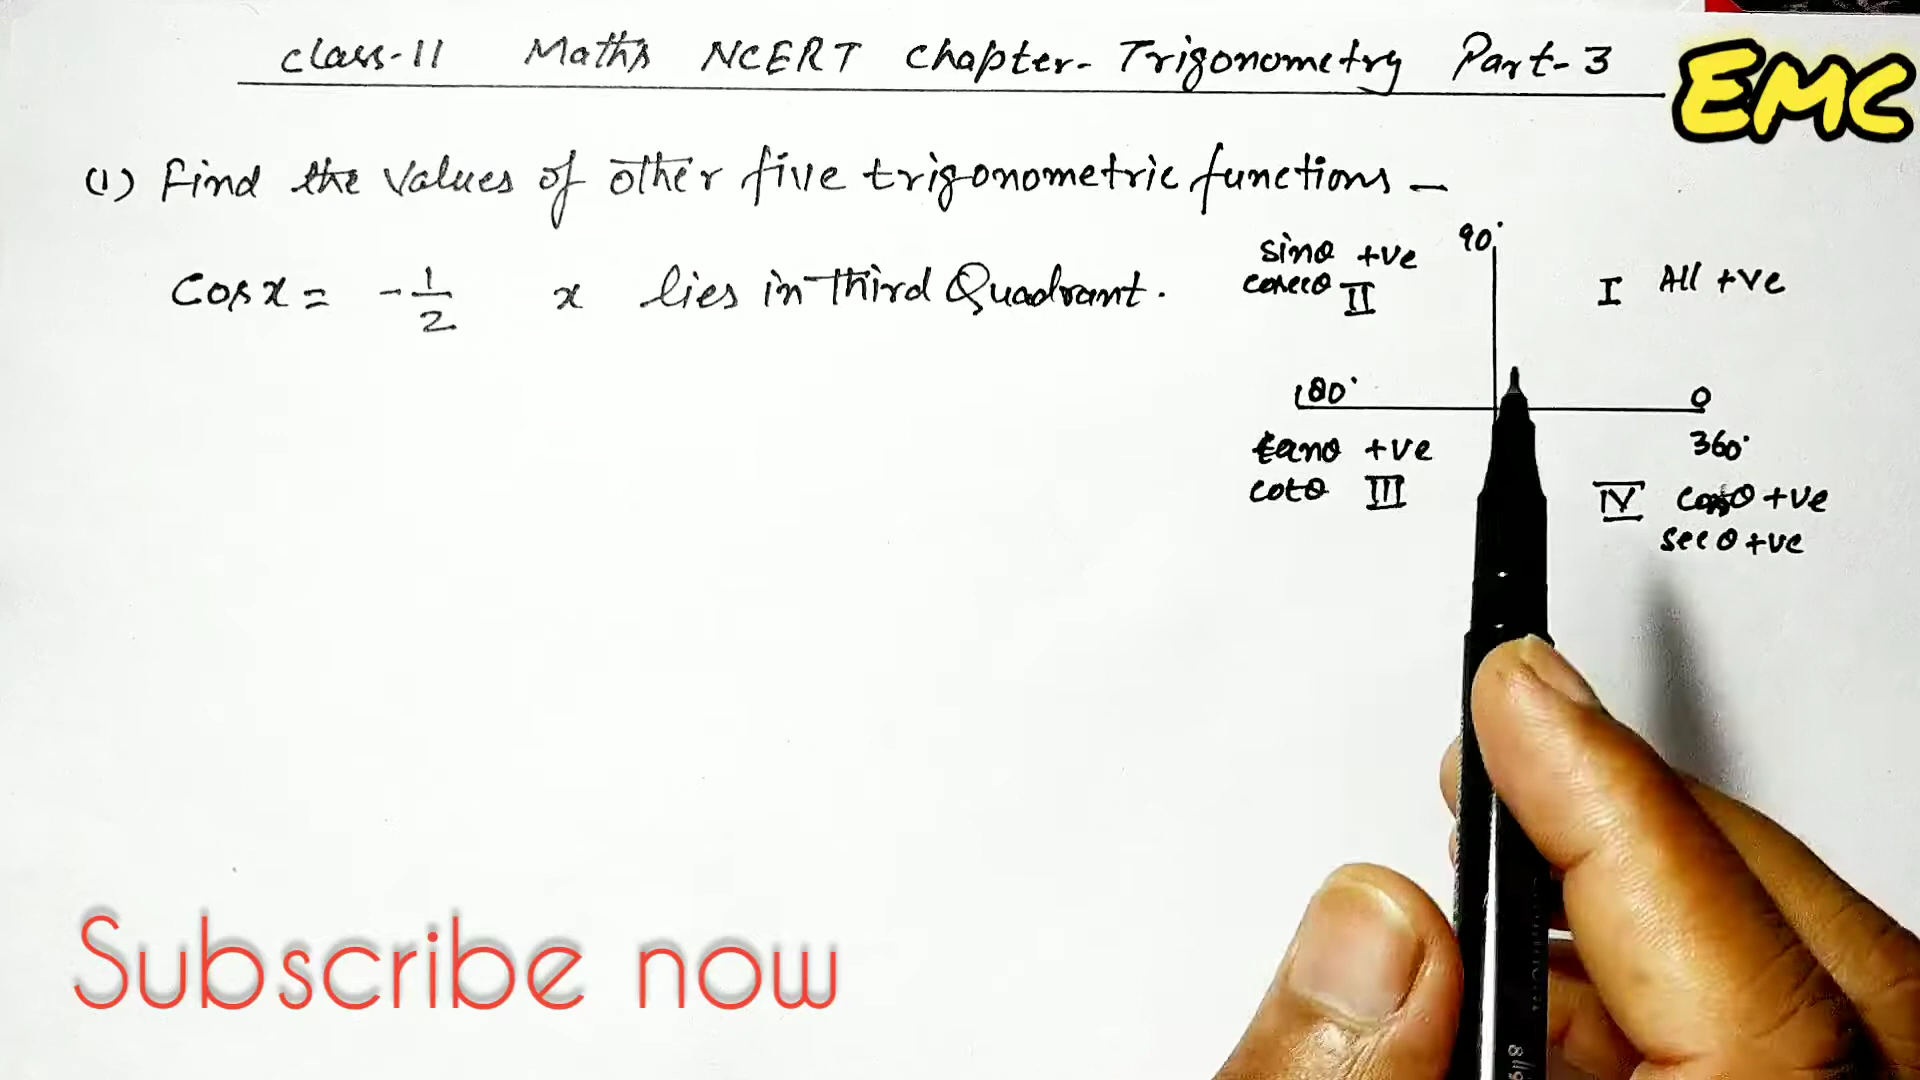 class-11 Maths NCERT Chapter- Trigonometry Part-3
EMC
(1) Find the values of other five trigonometric functions -
Cos x = - 1/2 x lies in third Quadrant.
90°
sinθ +ve
cosecθ II
I All +ve
180°
0
360°
tanθ +ve
cotθ III
IV cosθ +ve
secθ +ve
Subscribe now